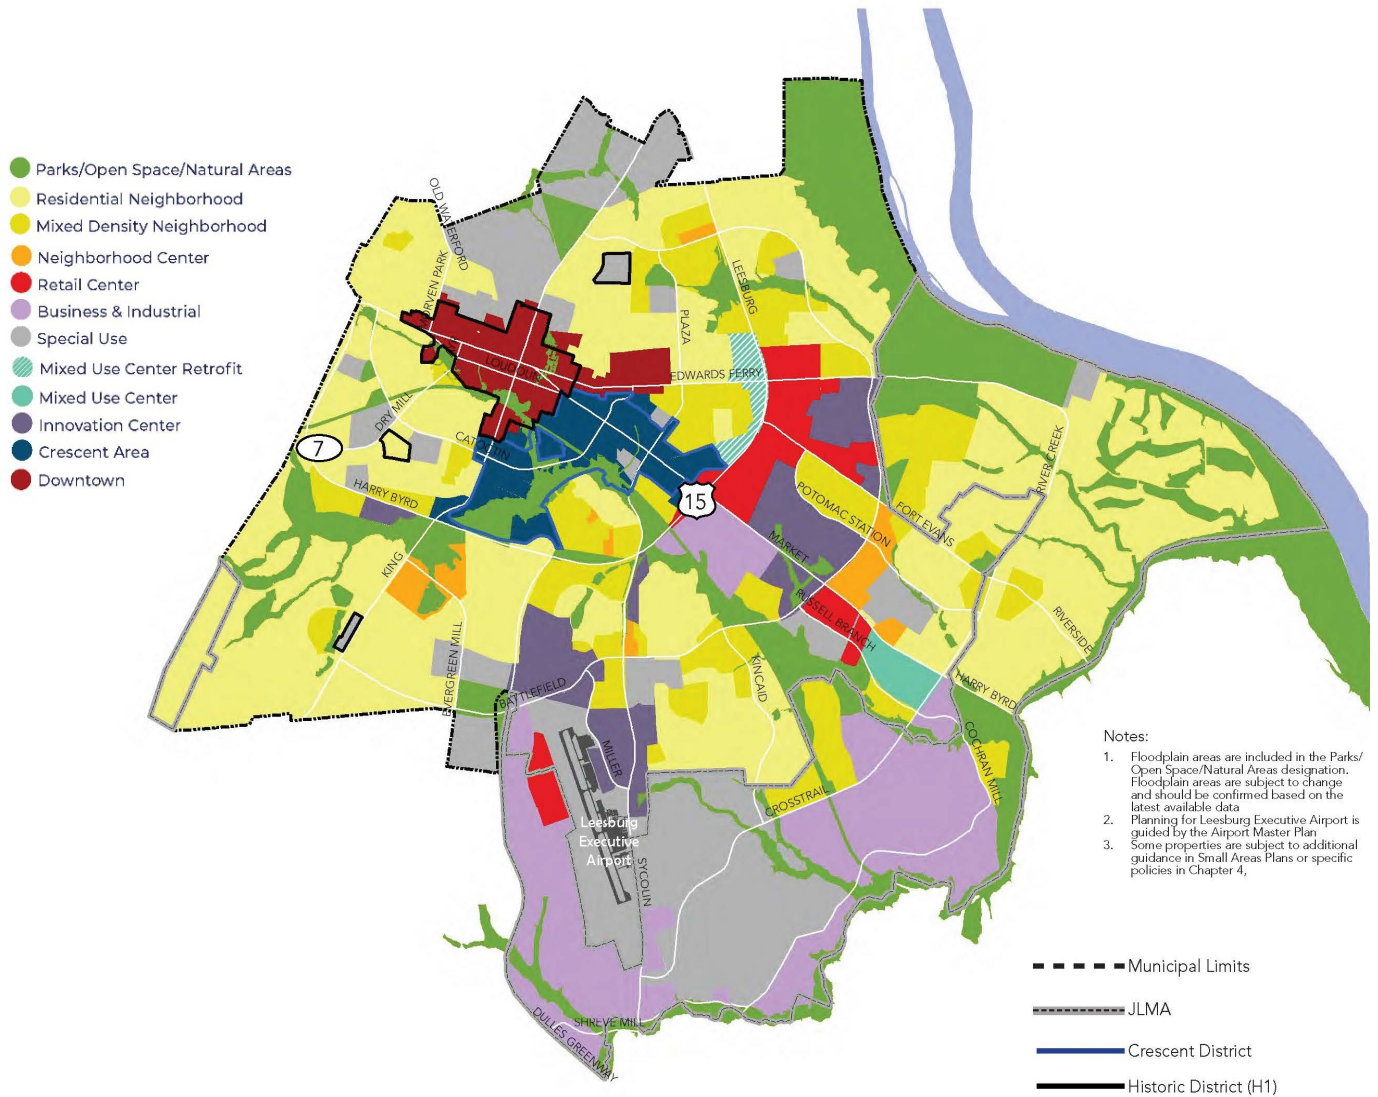 Parks/Open Space/Natural Areas
Residential Neighborhood
Mixed Density Neighborhood
Neighborhood Center
Retail Center
Business & Industrial
Special Use
Mixed Use Center Retrofit
Mixed Use Center
Innovation Center
Crescent Area
Downtown
OLD WATERFORD
MORVEN PARK
LEESBURG
PLAZA
LOUDOUN
EDWARDS FERRY
DRY MILL
CATOCTIN
7
HARRY BYRD
15
RIVER CREEK
POTOMAC STATION
FORT EVANS
MARKET
KING
RUSSELL BRANCH
RIVERSIDE
EVERGREEN MILL
KINCAID
BATTLEFIELD
HARRY BYRD
MILLER
COCHRAN MILL
CROSSTRAIL
Leesburg
Executive
Airport
SYCOLIN
SHREVE MILL
DULLES GREENWAY
Notes:
1. Floodplain areas are included in the Parks/
Open Space/Natural Areas designation.
Floodplain areas are subject to change
and should be confirmed based on the
latest available data
2. Planning for Leesburg Executive Airport is
guided by the Airport Master Plan
3. Some properties are subject to additional
guidance in Small Areas Plans or specific
policies in Chapter 4,
Municipal Limits
JLMA
Crescent District
Historic District (H1)